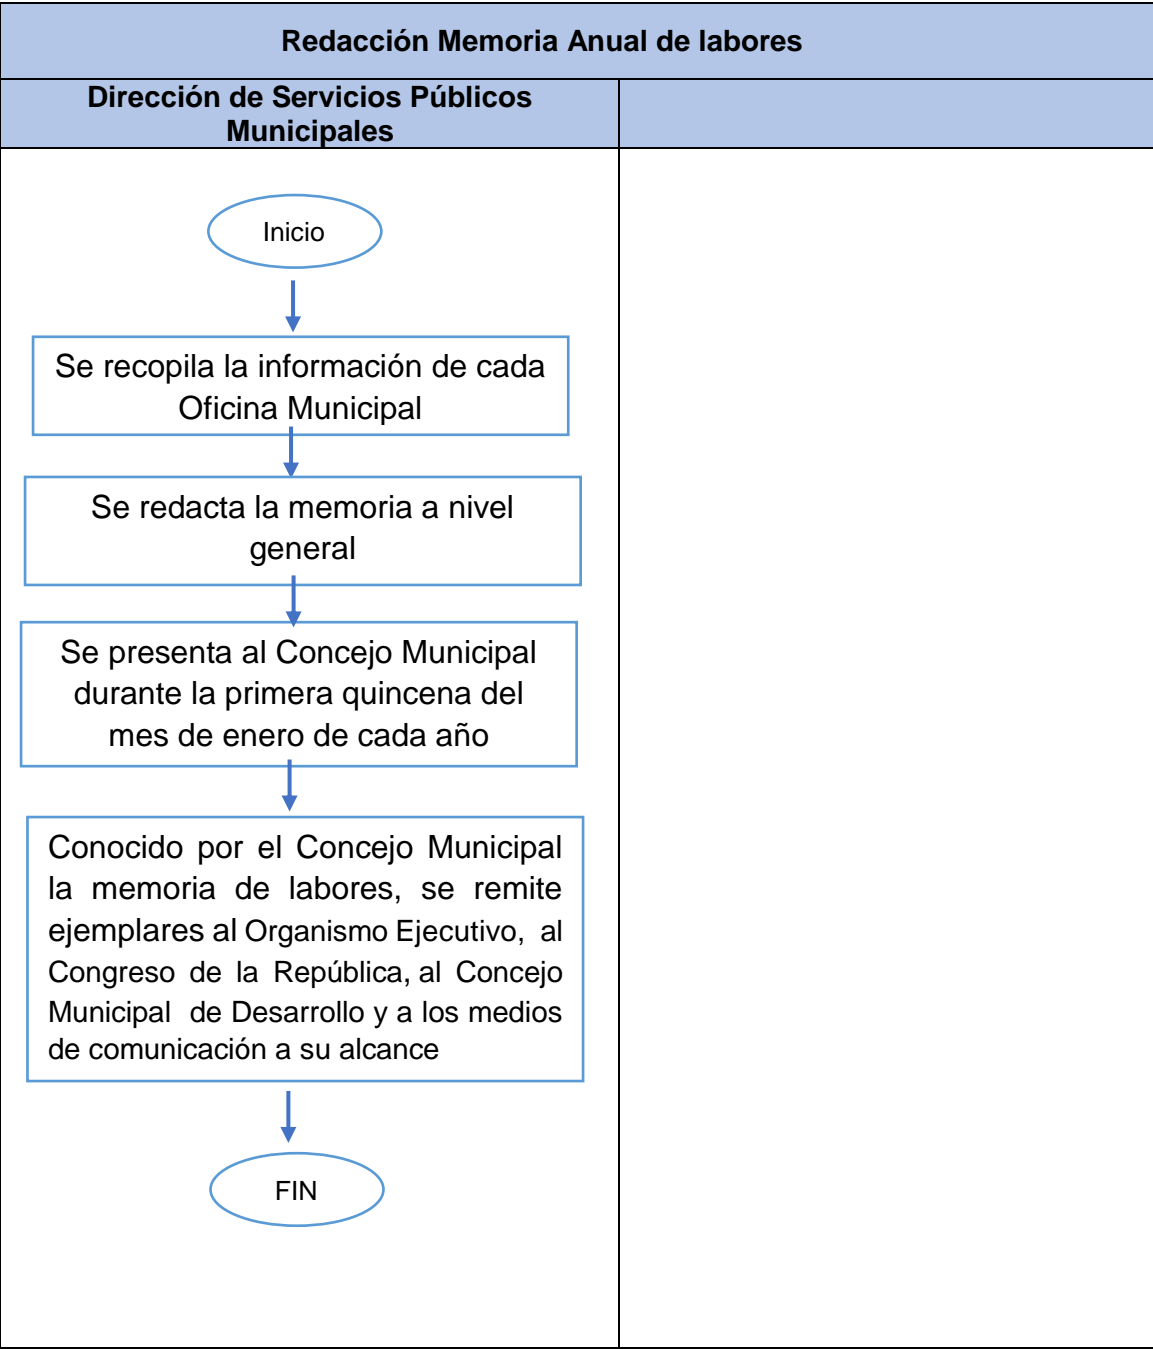 Redacción Memoria Anual de labores
Dirección de Servicios Públicos
Municipales
Inicio
Se recopila la información de cada
Oficina Municipal
Se redacta la memoria a nivel
general
Se presenta al Concejo Municipal
durante la primera quincena del
mes de enero de cada año
Conocido por el Concejo Municipal
la memoria de labores, se remite
ejemplares al Organismo Ejecutivo, al
Congreso de la República, al Concejo
Municipal de Desarrollo y a los medios
de comunicación a su alcance
FIN